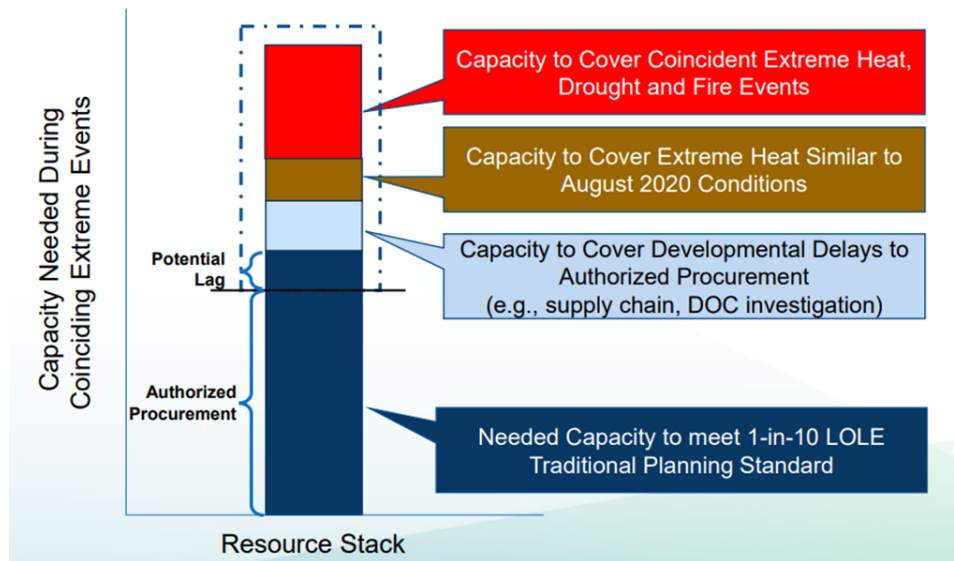 Capacity Needed During
Coinciding Extreme Events
Capacity to Cover Coincident Extreme Heat,
Drought and Fire Events
Capacity to Cover Extreme Heat Similar to
August 2020 Conditions
Capacity to Cover Developmental Delays to
Authorized Procurement
(e.g., supply chain, DOC investigation)
Potential
Lag
Authorized
Procurement
Needed Capacity to meet 1-in-10 LOLE
Traditional Planning Standard
Resource Stack